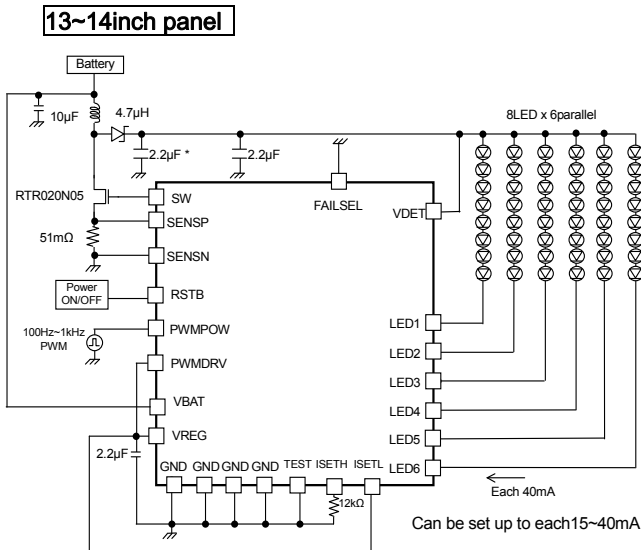 13~14inch panel
Battery
10μF
4.7μH
8LED x 6parallel
2.2μF *
2.2μF
RTR020N05
SW
FAILSEL
SENSP
VDET
51mΩ
SENSN
Power
ON/OFF
RSTB
100Hz~1kHz
PWM
PWMPOW
LED1
PWMDRV
LED2
LED3
VBAT
LED4
VREG
LED5
2.2μF
GND GND GND GND TEST ISETH ISETL
LED6
12kΩ
Each 40mA
Can be set up to each15~40mA